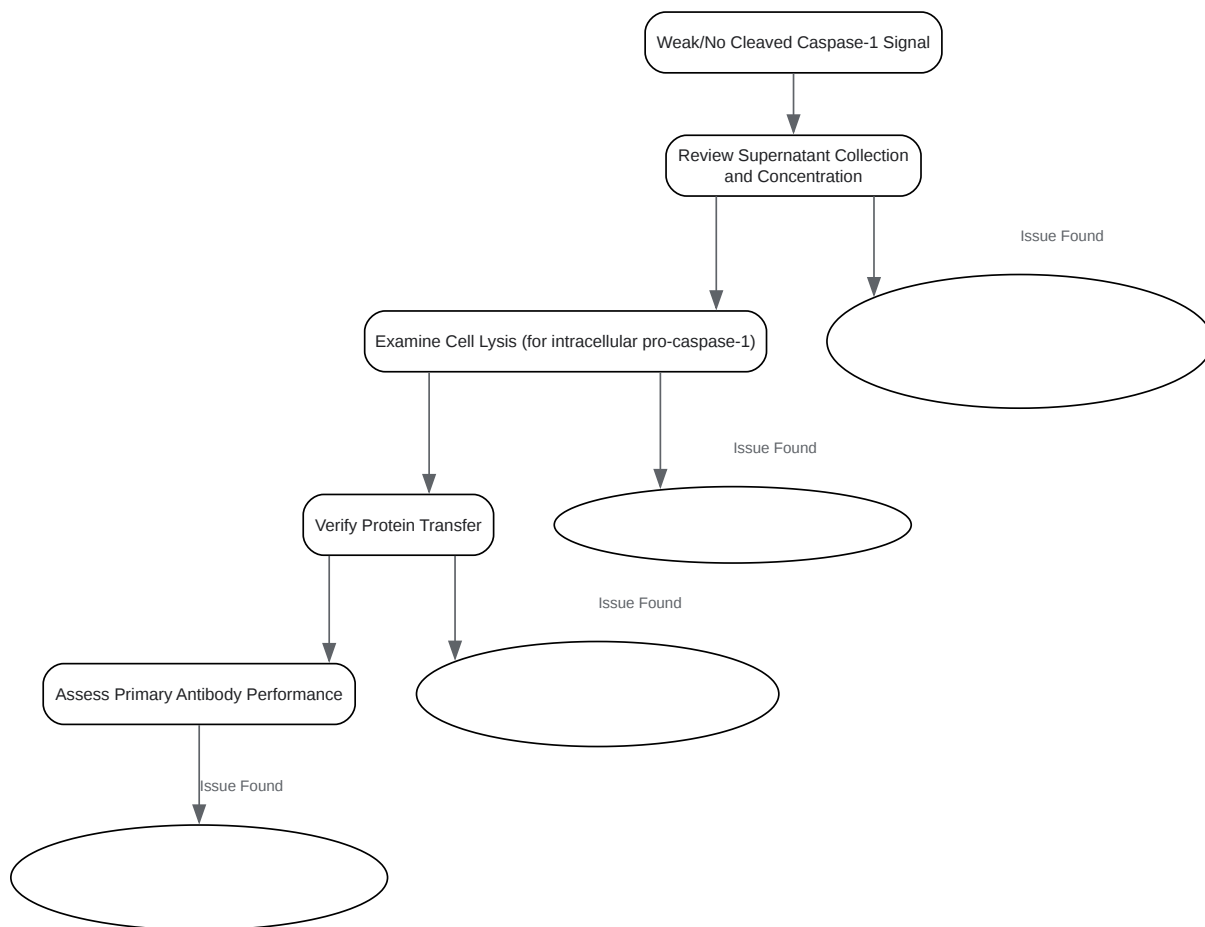 Weak/No Cleaved Caspase-1 Signal
Review Supernatant Collection
and Concentration
Issue Found
Examine Cell Lysis (for intracellular pro-caspase-1)
Issue Found
Verify Protein Transfer
Issue Found
Assess Primary Antibody Performance
Issue Found